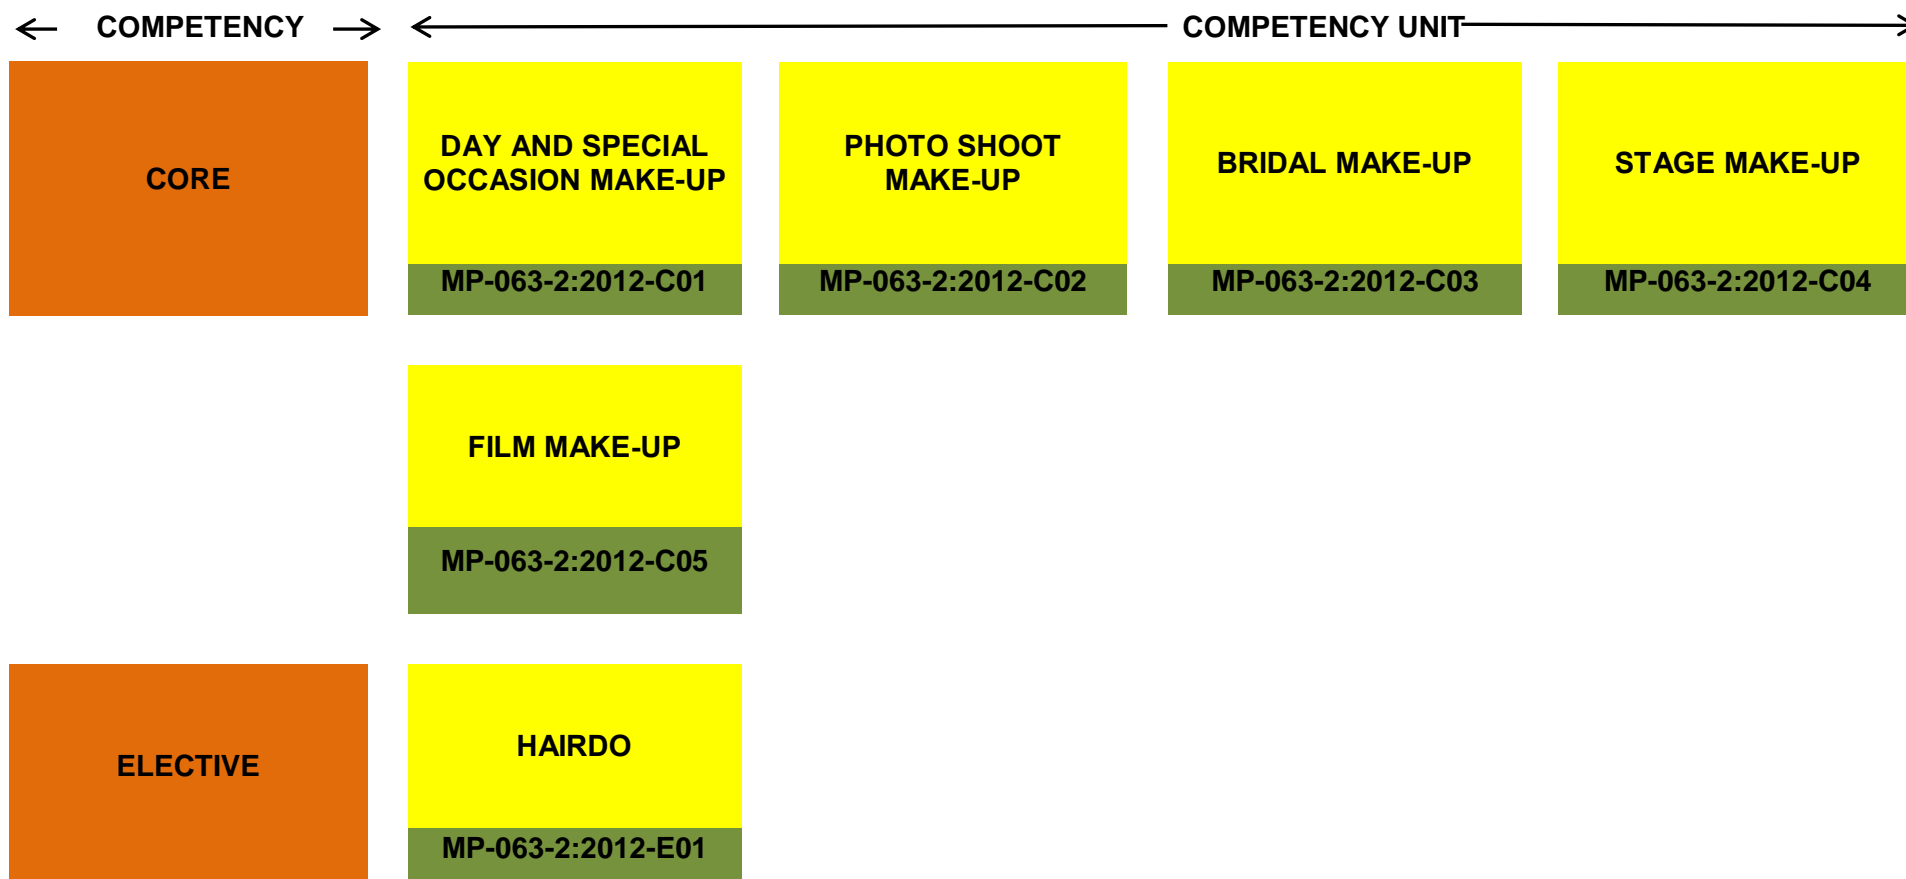 COMPETENCY
COMPETENCY UNIT
CORE
DAY AND SPECIAL
OCCASION MAKE-UP
MP-063-2:2012-C01
PHOTO SHOOT
MAKE-UP
MP-063-2:2012-C02
BRIDAL MAKE-UP
MP-063-2:2012-C03
STAGE MAKE-UP
MP-063-2:2012-C04
FILM MAKE-UP
MP-063-2:2012-C05
ELECTIVE
HAIRDO
MP-063-2:2012-E01